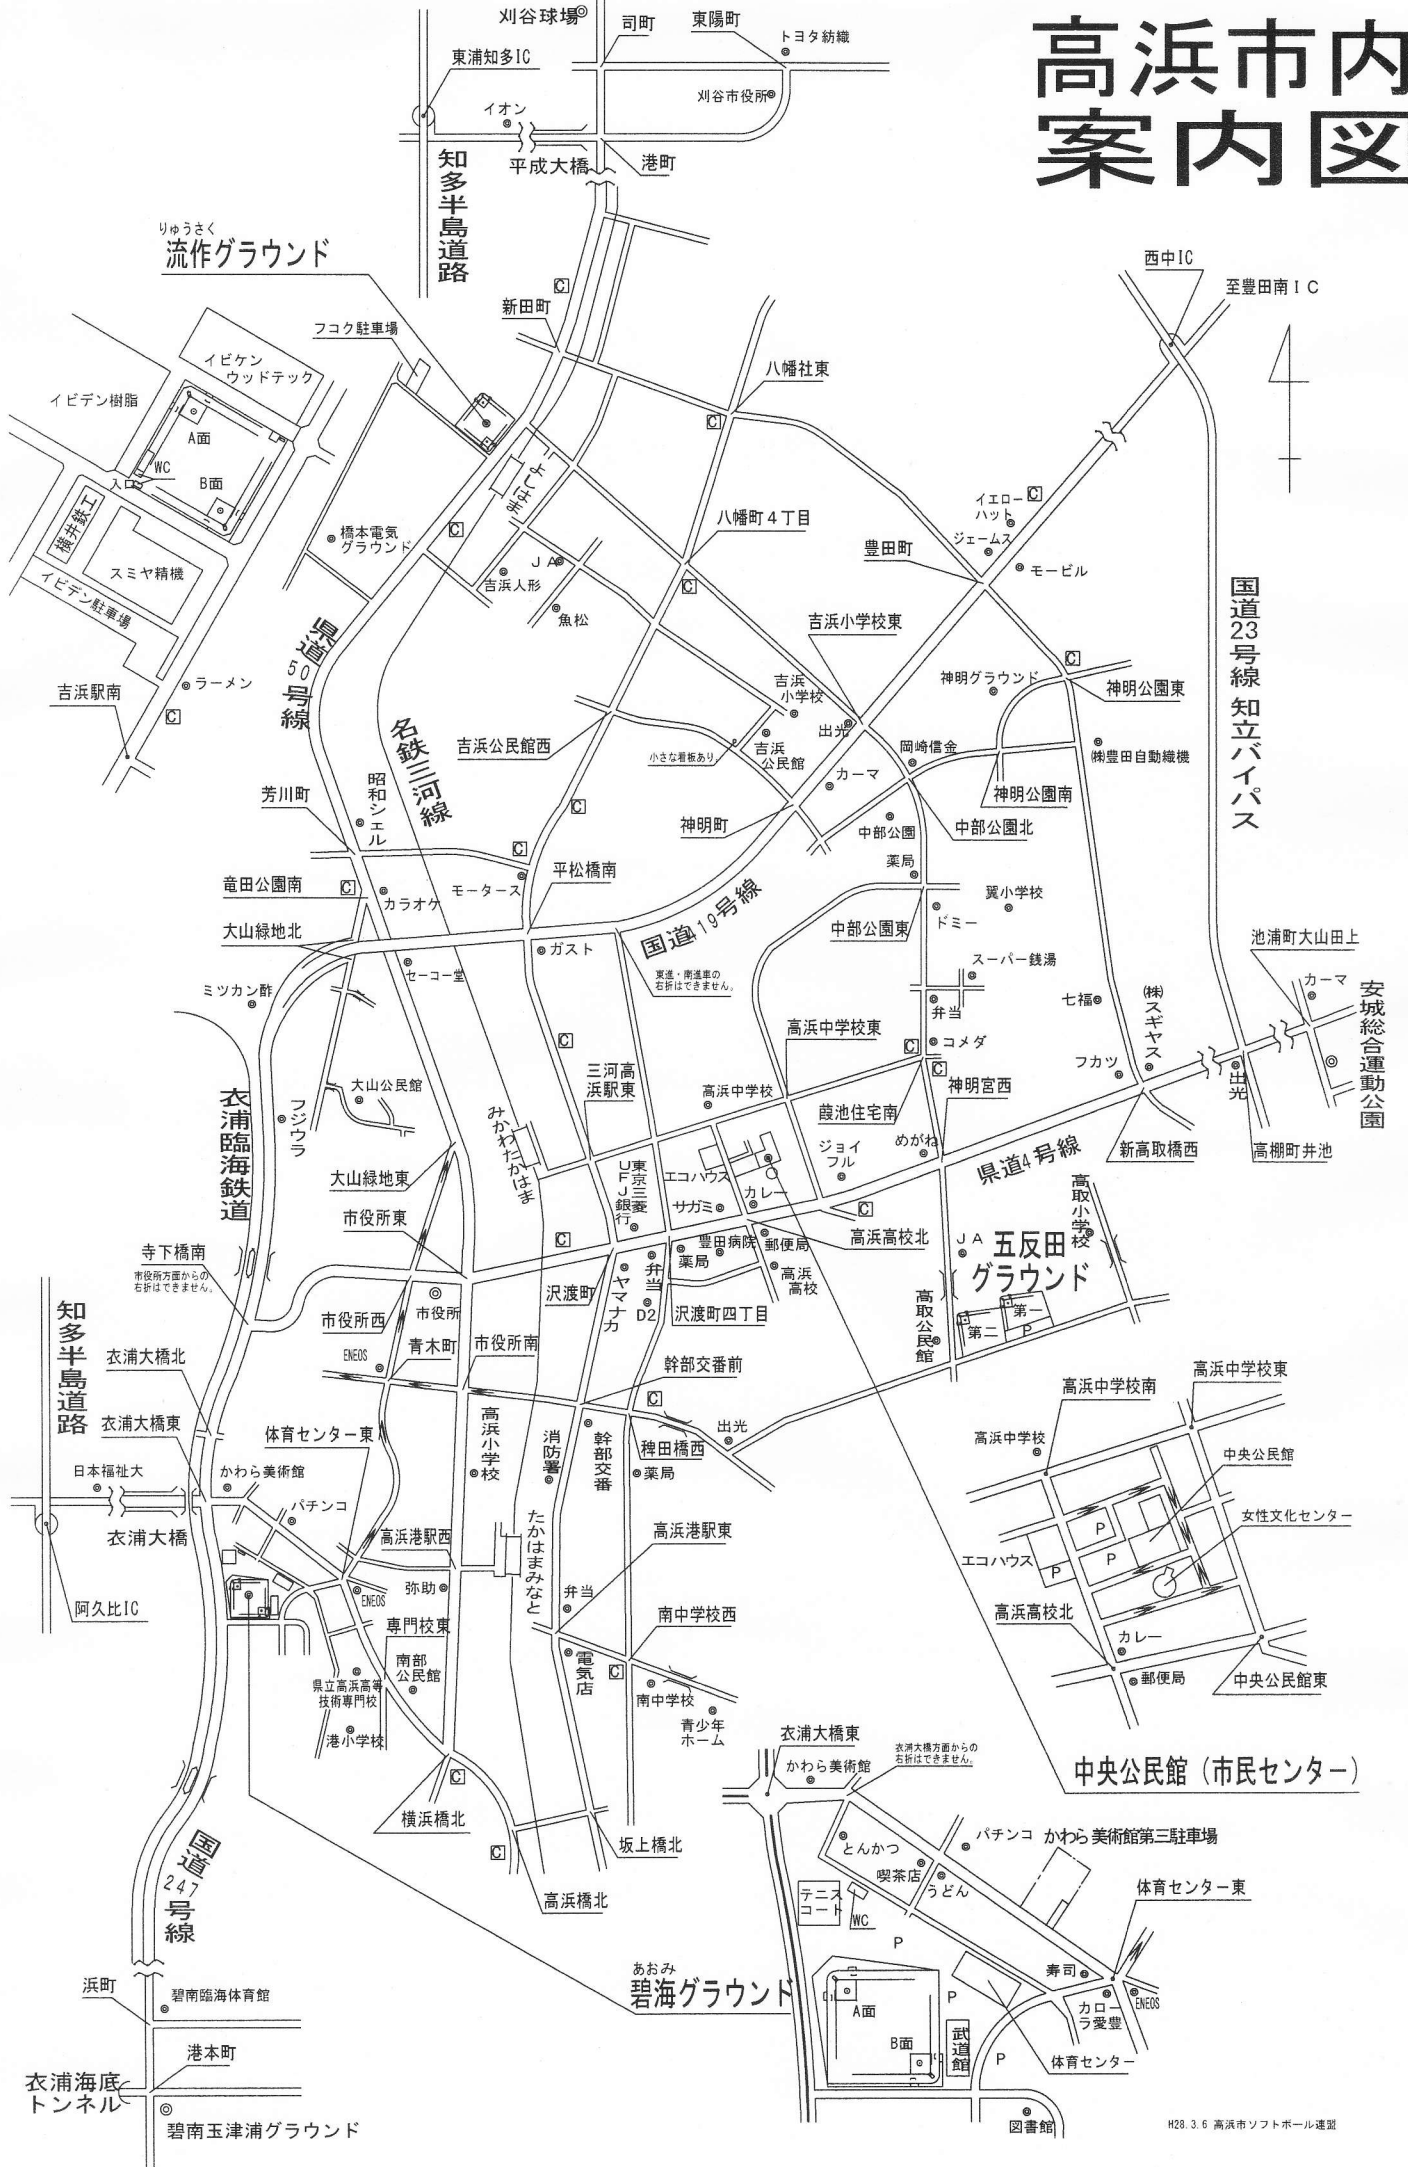 高浜市内
案内図
刈谷球場
司町
東陽町
トヨタ紡織
東浦知多IC
刈谷市役所
イオン
平成大橋
港町
知多半島道路
りゅうさく
流作グラウンド
西中IC
至豊田南ＩＣ
C
新田町
フコク駐車場
イビケン
ウッドテック
八幡社東
イビデン樹脂
A面
C
WC
入口
B面
よしはま
イエロー
ハット
C
横井鉄工
橋本電気
グラウンド
C
八幡町４丁目
豊田町
ジェームス
モービル
スミヤ精機
ＪＡ
吉浜人形
C
イビデン駐車場
魚松
国道23号線 知立バイパス
県道50号線
吉浜小学校東
C
吉浜駅南
ラーメン
C
神明グラウンド
神明公園東
吉浜
小学校
名鉄三河線
吉浜公民館西
小さな看板あり。
吉浜
公民館
出光
岡崎信金
㈱豊田自動織機
昭和シェル
カーマ
神明公園南
芳川町
C
神明町
中部公園
中部公園北
C
薬局
竜田公園南
C
カラオケ
モータース
平松橋南
翼小学校
国道419号線
ドミー
中部公園東
大山緑地北
ガスト
池浦町大山田上
セーコー堂
東進・南進車の
右折はできません。
スーパー銭湯
カーマ
ミツカン酢
弁当
七福
㈱スギヤス
安城総合運動公園
高浜中学校東
C
コメダ
C
三河高
浜駅東
C
フカツ
出光
大山公民館
高浜中学校
神明宮西
葭池住宅南
衣浦臨海鉄道
フジウラ
みかわたかはま
めがね
ジョイ
フル
県道4号線
新高取橋西
高棚町井池
大山緑地東
東京三菱
ＵＦＪ銀行
エコハウス
カレー
サガミ
高取小学校
市役所東
C
C
高浜高校北
ＪＡ
五反田
グラウンド
寺下橋南
市役所方面からの
右折はできません。
豊田病院
郵便局
薬局
高浜
高校
沢渡町
ヤマナカ
弁当
D2
沢渡町四丁目
高取公民館
第一
第二
P
知多半島道路
市役所西
市役所
ENEOS
青木町
市役所南
衣浦大橋北
幹部交番前
C
衣浦大橋東
体育センター東
高浜小学校
消防署
幹部交番
稗田橋西
出光
薬局
日本福祉大
かわら美術館
パチンコ
衣浦大橋
高浜港駅西
たかはまみなと
高浜港駅東
阿久比IC
ENEOS
弥助
弁当
専門校東
南中学校西
南部
公民館
電気店
C
南中学校
県立高浜高等
技術専門校
港小学校
青少年
ホーム
C
横浜橋北
坂上橋北
C
高浜橋北
国道247号線
高浜中学校南
高浜中学校東
高浜中学校
中央公民館
女性文化センター
P
P
エコハウス
P
高浜高校北
カレー
郵便局
中央公民館東
中央公民館（市民センター）
衣浦大橋東
衣浦大橋方面からの
右折はできません。
かわら美術館
とんかつ
パチンコ
かわら美術館第三駐車場
喫茶店
うどん
体育センター東
テニス
コート
WC
P
寿司
ENEOS
カロー
ラ愛豊
A面
P
B面
武道館
P
体育センター
図書館
あおみ
碧海グラウンド
浜町
碧南臨海体育館
港本町
衣浦海底
トンネル
碧南玉津浦グラウンド
H28.3.6 高浜市ソフトボール連盟